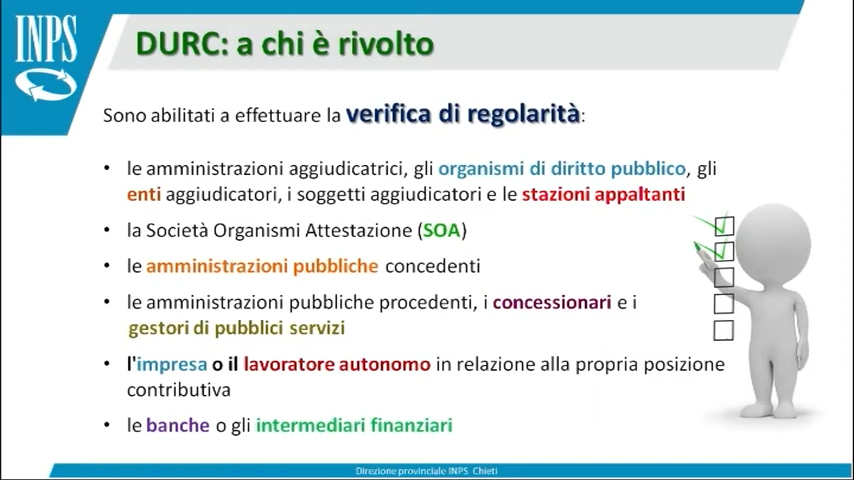 INPS
DURC: a chi è rivolto
Sono abilitati a effettuare la verifica di regolarità:
• le amministrazioni aggiudicatrici, gli organismi di diritto pubblico, gli
enti aggiudicatori, i soggetti aggiudicatori e le stazioni appaltanti
• la Società Organismi Attestazione (SOA)
• le amministrazioni pubbliche concedenti
• le amministrazioni pubbliche procedenti, i concessionari e i
gestori di pubblici servizi
• l'impresa o il lavoratore autonomo in relazione alla propria posizione
contributiva
• le banche o gli intermediari finanziari
Direzione provinciale INPS Chieti